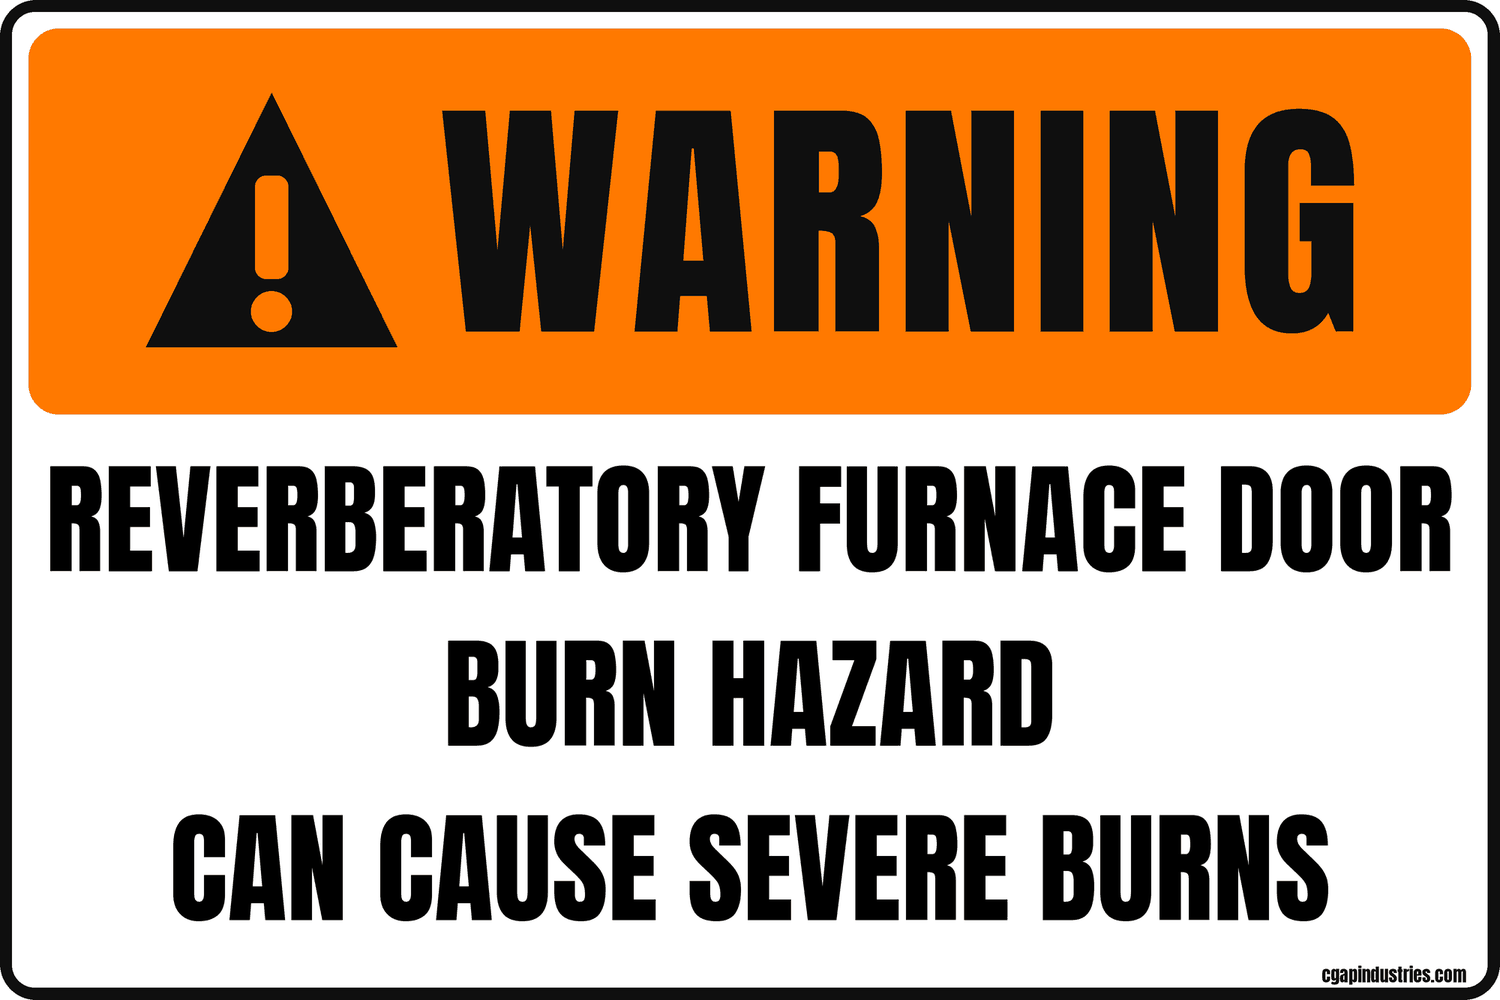 WARNING
REVERBERATORY FURNACE DOOR
BURN HAZARD
CAN CAUSE SEVERE BURNS
cgapindustries.com